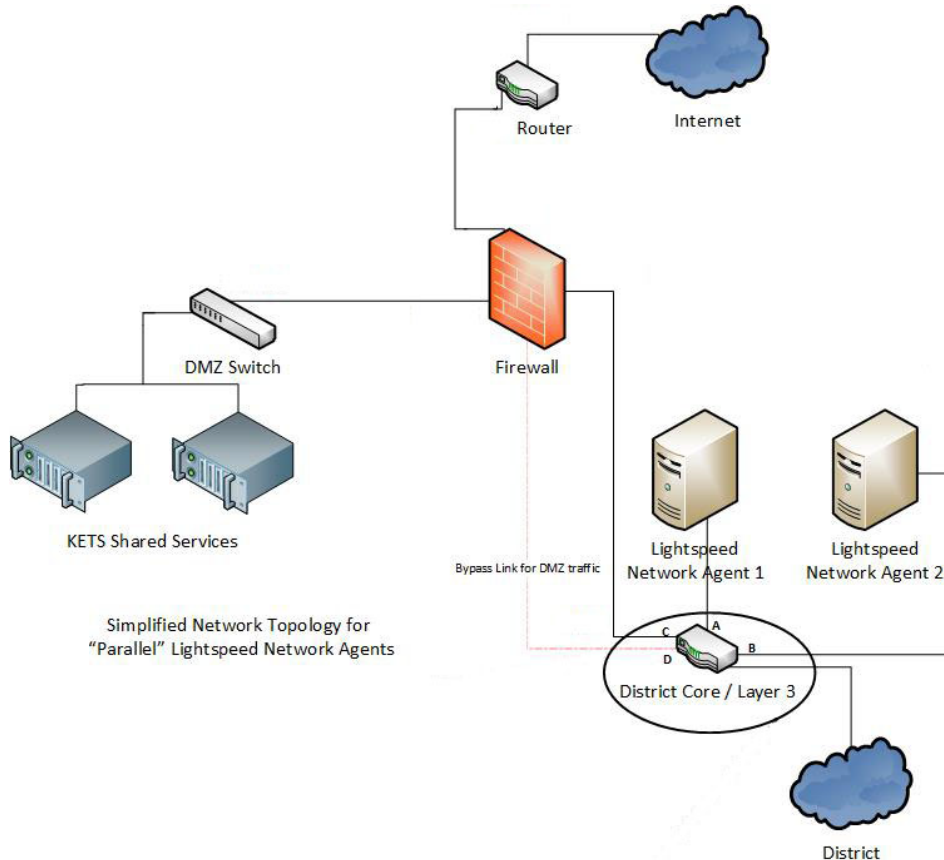 Internet
Router
DMZ Switch
Firewall
KETS Shared Services
Lightspeed
Network Agent 1
Lightspeed
Network Agent 2
Bypass Link for DMZ traffic
Simplified Network Topology for
“Parallel” Lightspeed Network Agents
A
C
B
D
District Core / Layer 3
District